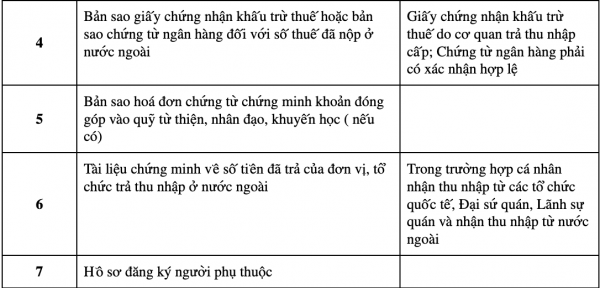 4
Bản sao giấy chứng nhận khấu trừ thuế hoặc bản
sao chứng từ ngân hàng đối với số thuế đã nộp ở
nước ngoài
Giấy chứng nhận khấu trừ
thuế do cơ quan trả thu nhập
cấp; Chứng từ ngân hàng phải
có xác nhận hợp lệ
5
Bản sao hoá đơn chứng từ chứng minh khoản đóng
góp vào quỹ từ thiện, nhân đạo, khuyến học ( nếu
có)
6
Tài liệu chứng minh về số tiền đã trả của đơn vị, tổ
chức trả thu nhập ở nước ngoài
Trong trường hợp cá nhân
nhận thu nhập từ các tổ chức
quốc tế, Đại sứ quán, Lãnh sự
quán và nhận thu nhập từ nước
ngoài
7
Hồ sơ đăng ký người phụ thuộc